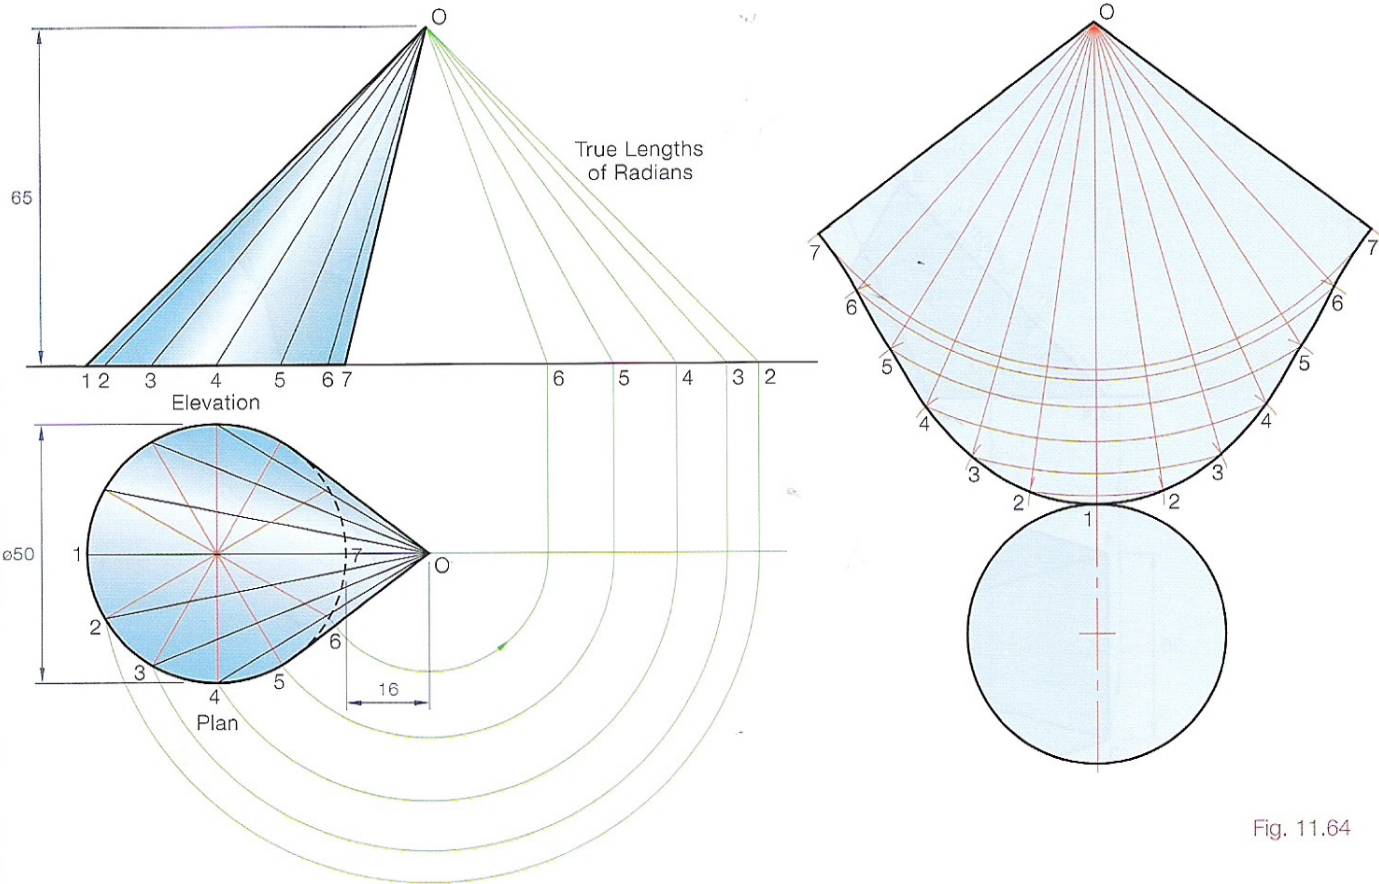 O
65
True Lengths
of Radians
1 2 3 4 5 6 7 6 5 4 3 2
Elevation
ø50
1
7
O
2
6
3
5
4
16
Plan
O
7 7
6 6
5 5
4 4
3 3
2 2
1
Fig. 11.64